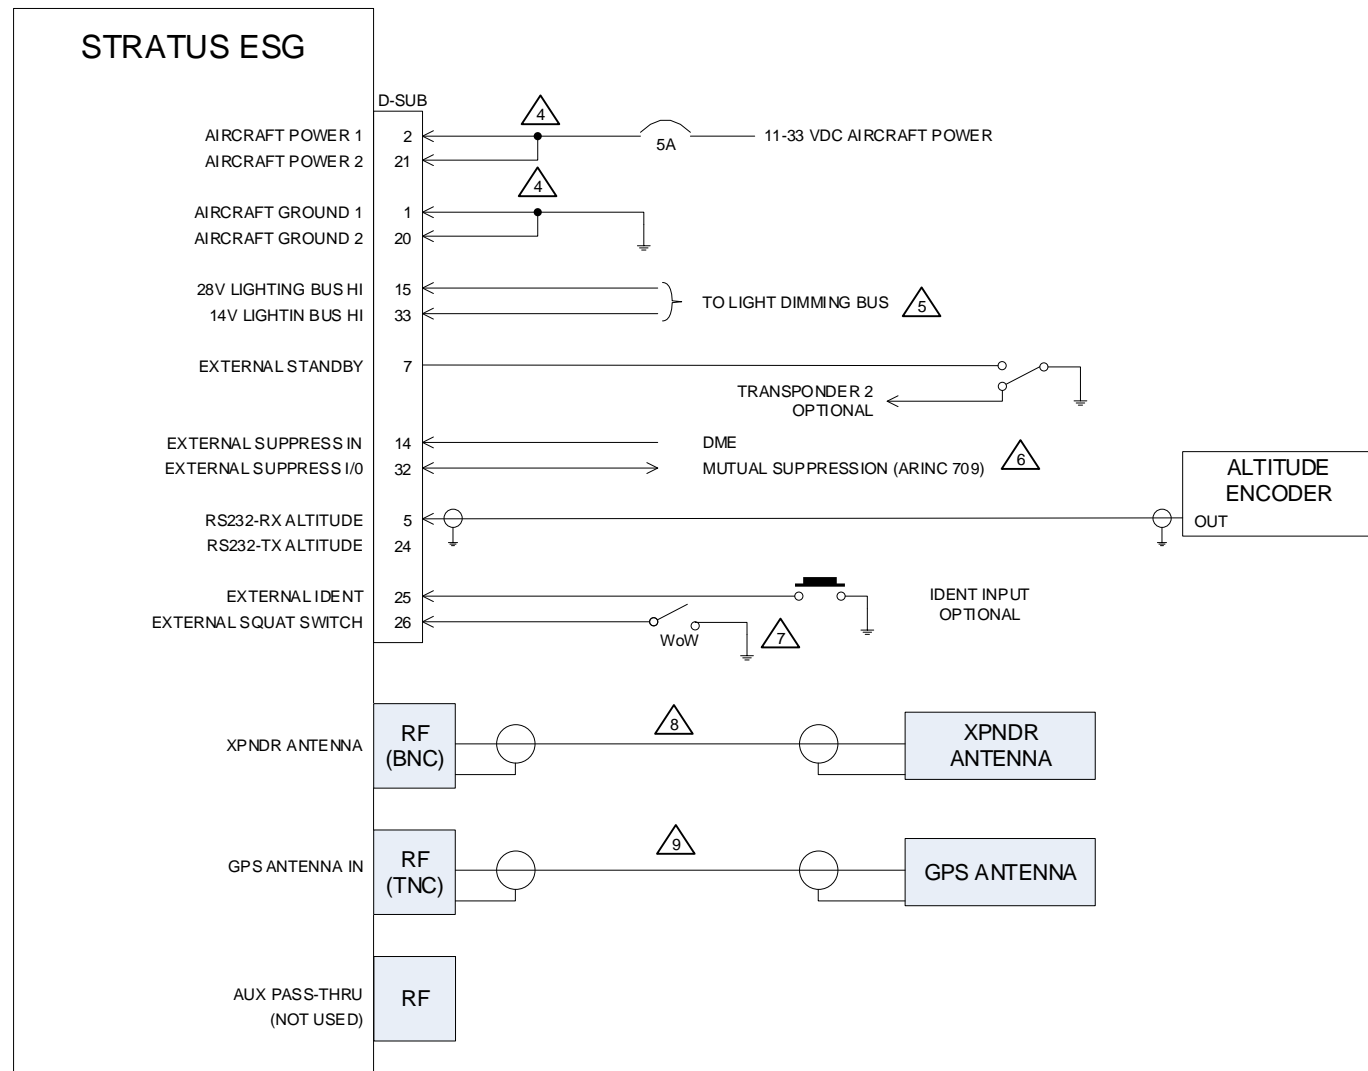 STRATUS ESG
D-SUB
AIRCRAFT POWER 1 2 4 5A 11-33 VDC AIRCRAFT POWER
AIRCRAFT POWER 2 21
4
AIRCRAFT GROUND 1 1
AIRCRAFT GROUND 2 20
28V LIGHTING BUS HI 15
TO LIGHT DIMMING BUS 5
14V LIGHTIN BUS HI 33
EXTERNAL STANDBY 7
TRANSPONDER 2
OPTIONAL
EXTERNAL SUPPRESS IN 14 DME
EXTERNAL SUPPRESS I/0 32 MUTUAL SUPPRESSION (ARINC 709) 6
ALTITUDE
ENCODER
OUT
RS232-RX ALTITUDE 5
RS232-TX ALTITUDE 24
EXTERNAL IDENT 25 IDENT INPUT
OPTIONAL
EXTERNAL SQUAT SWITCH 26 WoW 7
XPNDR ANTENNA
RF
(BNC)
8
XPNDR
ANTENNA
GPS ANTENNA IN
RF
(TNC)
9
GPS ANTENNA
AUX PASS-THRU
(NOT USED)
RF